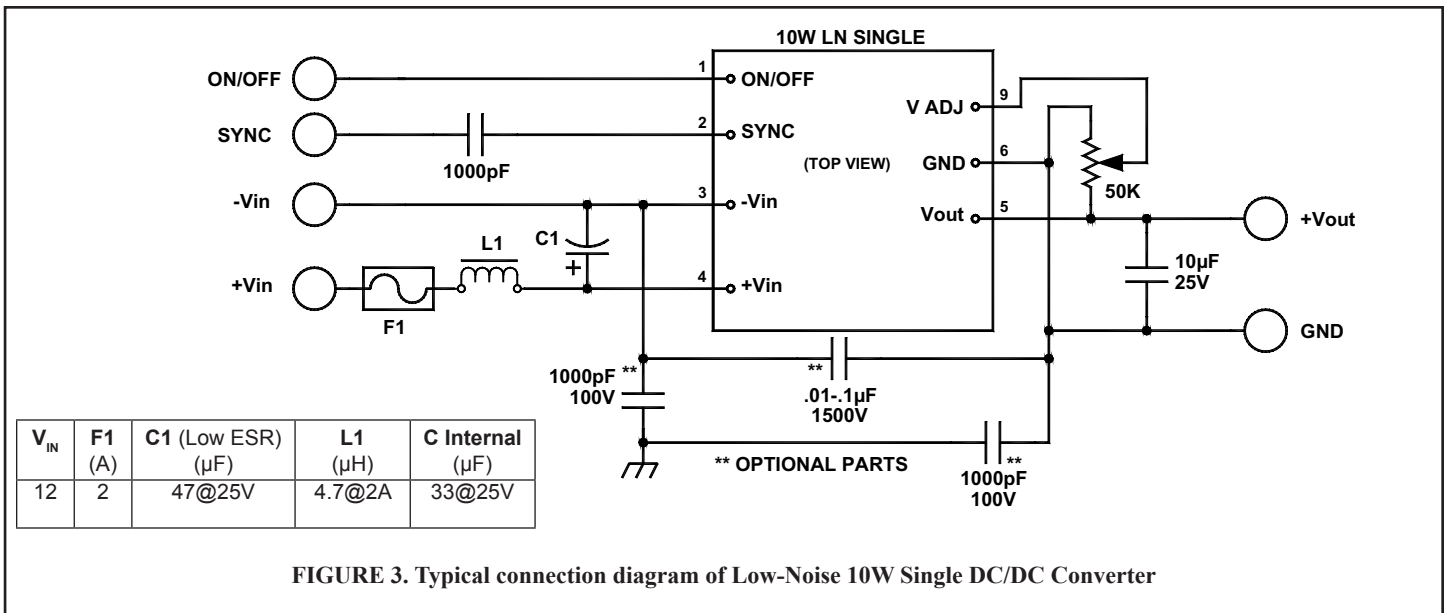 10W LN SINGLE
ON/OFF
1
ON/OFF
V ADJ
9
SYNC
1000pF
2
SYNC
(TOP VIEW)
GND
6
50K
-Vin
3
-Vin
Vout
5
+Vout
C1
+
L1
10µF
25V
+Vin
F1
4
+Vin
GND
1000pF **
100V
**
.01-.1µF
1500V
** OPTIONAL PARTS
**
1000pF
100V
VIN F1 C1 (Low ESR) L1 C Internal
(A) (µF) (µH) (µF)
12 2 47@25V 4.7@2A 33@25V
FIGURE 3. Typical connection diagram of Low-Noise 10W Single DC/DC Converter